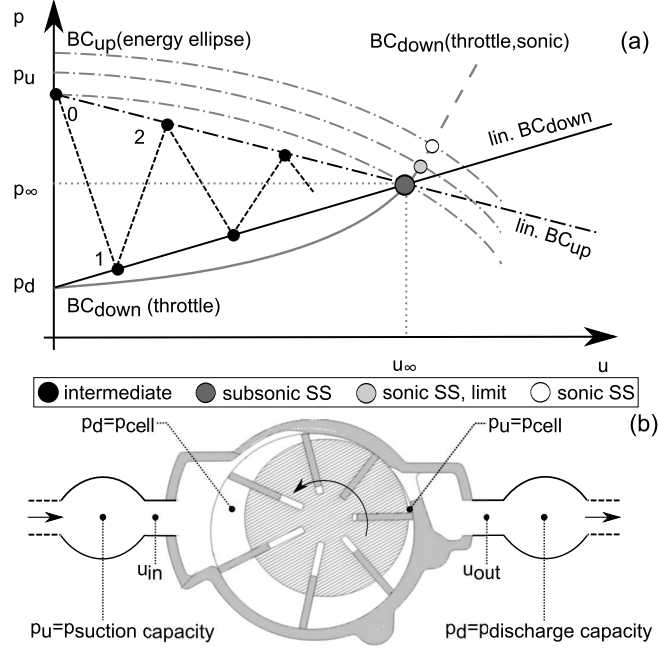 p
BCup(energy ellipse)
(a)
BCdown(throttle,sonic)
pu
0
2
lin. BCdown
p∞
lin. BCup
1
pd
BCdown (throttle)
u∞
u
intermediate
subsonic SS
sonic SS, limit
sonic SS
(b)
pd=pcell
pu=pcell
uin
uout
pu=psuction capacity
pd=pdischarge capacity